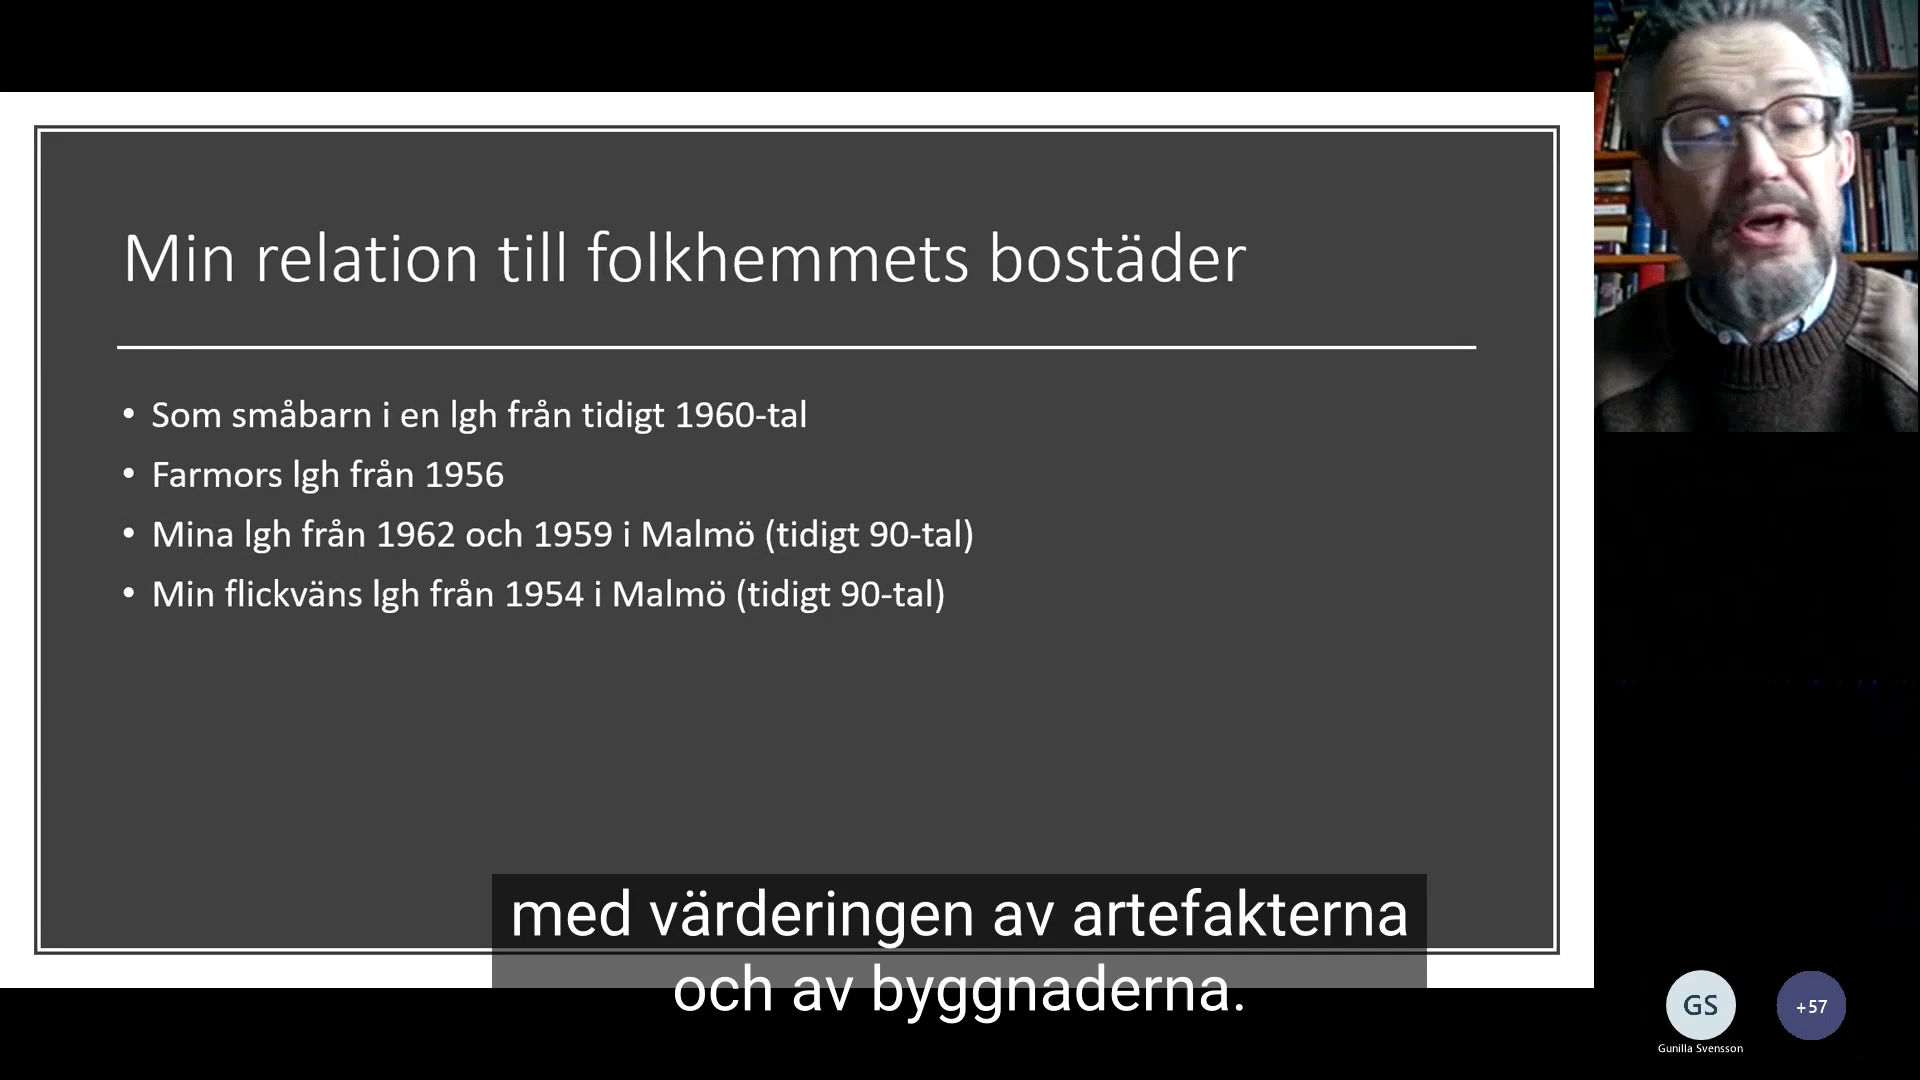 Min relation till folkhemmets bostäder
• Som småbarn i en lgh från tidigt 1960-tal
• Farmors lgh från 1956
• Mina lgh från 1962 och 1959 i Malmö (tidigt 90-tal)
• Min flickväns lgh från 1954 i Malmö (tidigt 90-tal)
med värderingen av artefakterna
och av byggnaderna.
GS
+57
Gunilla Svensson